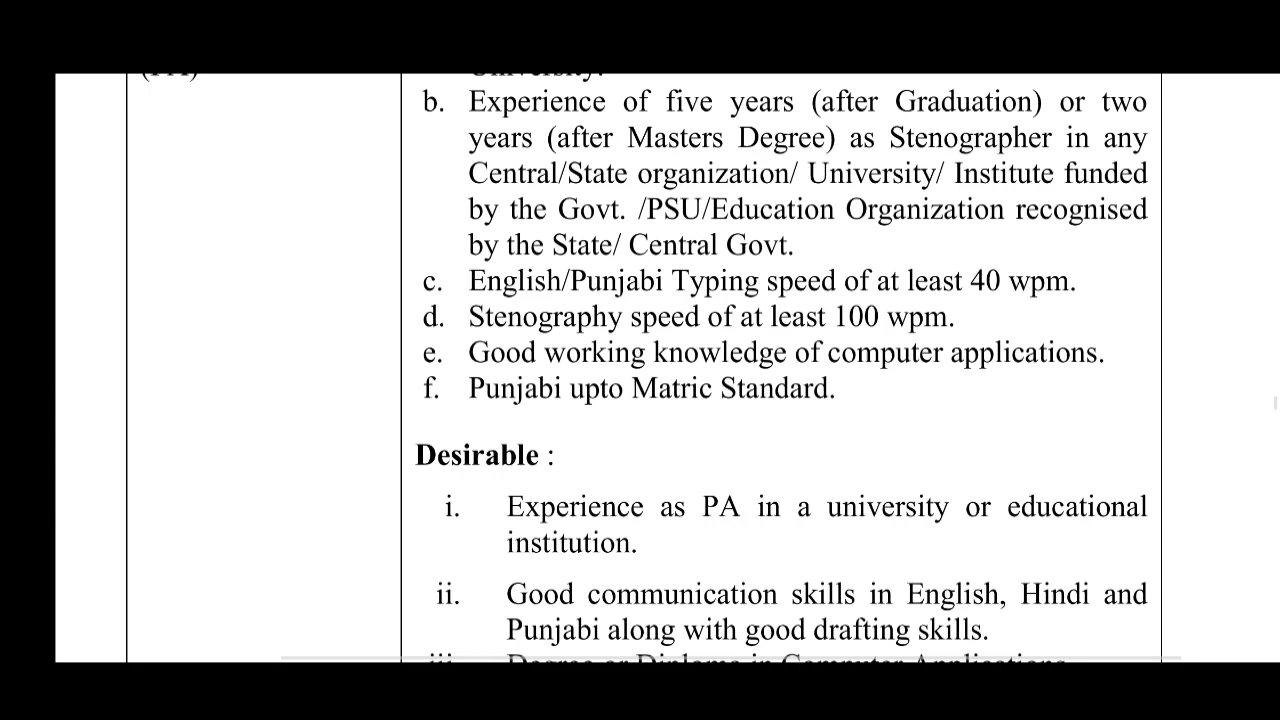 b. Experience of five years (after Graduation) or two
years (after Masters Degree) as Stenographer in any
Central/State organization/ University/ Institute funded
by the Govt. /PSU/Education Organization recognised
by the State/ Central Govt.
c. English/Punjabi Typing speed of at least 40 wpm.
d. Stenography speed of at least 100 wpm.
e. Good working knowledge of computer applications.
f. Punjabi upto Matric Standard.
Desirable :
i. Experience as PA in a university or educational
institution.
ii. Good communication skills in English, Hindi and
Punjabi along with good drafting skills.